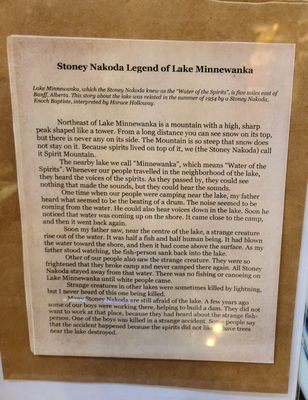 Stoney Nakoda Legend of Lake Minnewanka
Lake Minnewanka, which the Stoney Nakoda knew as the "Water of the Spirits", is five miles east of
Banff, Alberta. This story about the lake was related in the summer of 1954 by a Stoney Nakoda,
Enoch Baptiste, interpreted by Horace Holloway.
Northeast of Lake Minnewanka is a mountain with a high, sharp
peak shaped like a tower. From a long distance you can see snow on its top,
but there is never any on its side. The Mountain is so steep that snow does
not stay on it. Because spirits lived on top of it, we (the Stoney Nakoda) call
it Spirit Mountain.
The nearby lake we call "Minnewanka", which means "Water of the
Spirits". Whenever our people travelled in the neighborhood of the lake,
they heard the voices of the spirits. As they passed by, they could see
nothing that made the sounds, but they could hear the sounds.
One time when our people were camping near the lake, my father
heard what seemed to be the beating of a drum. The noise seemed to be
coming from the water. He could also hear voices down in the lake. Soon he
noticed that water was coming up on the shore. It came close to the camp,
and then it went back again.
Soon my father saw, near the centre of the lake, a strange creature
rise out of the water. It was half a fish and half human being. It had blown
the water toward the shore, and then it had come above the surface. As my
father stood watching, the fish-person sank back into the lake.
Other of our people also saw the strange creature. They were so
frightened that they broke camp and never camped there again. All Stoney
Nakoda stayed away from that water. There was no fishing or canoeing on
Lake Minnewanka until white people came.
Strange creatures in other lakes were sometimes killed by lightning,
but I never heard of this one being killed.
Many Stoney Nakoda are still afraid of the lake. A few years ago
some of our boys were working there, helping to build a dam. They did not
want to work at that place, because they had heard about the strange fish-
person. One of the boys was killed in a strange accident. Some people say
that the accident happened because the spirits did not like to have trees
near the lake destroyed.